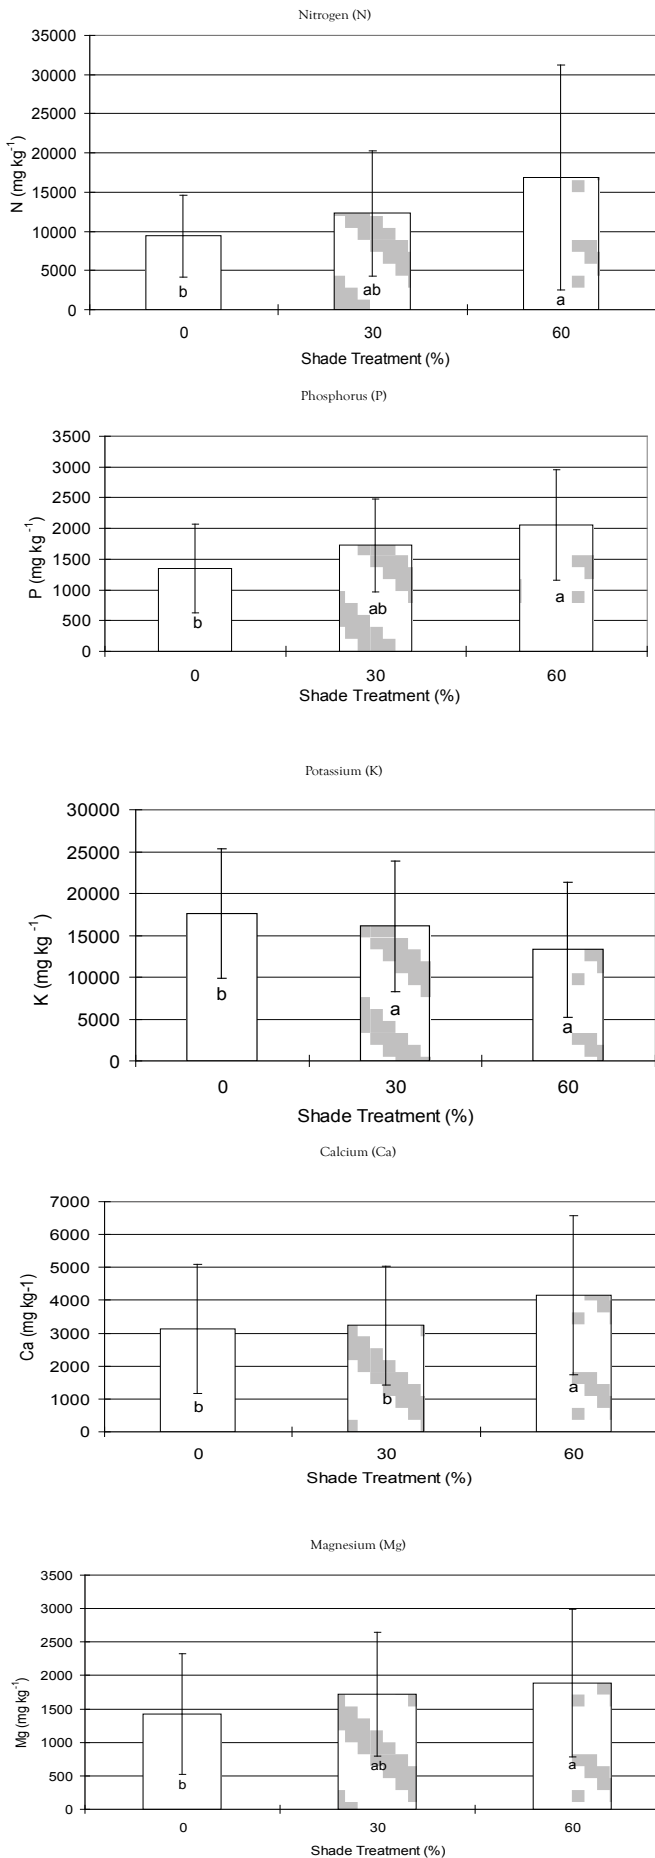 Nitrogen (N)
35000
30000
25000
20000
15000
10000
5000
0
N (mg kg⁻¹)
b
ab
a
0 30 60
Shade Treatment (%)
Phosphorus (P)
3500
3000
2500
2000
1500
1000
500
0
P (mg kg⁻¹)
b
ab
a
0 30 60
Shade Treatment (%)
Potassium (K)
30000
25000
20000
15000
10000
5000
0
K (mg kg ⁻¹)
b
a
a
0 30 60
Shade Treatment (%)
Calcium (Ca)
7000
6000
5000
4000
3000
2000
1000
0
Ca (mg kg-1)
b
b
a
0 30 60
Shade Treatment (%)
Magnesium (Mg)
3500
3000
2500
2000
1500
1000
500
0
Mg (mg kg⁻¹)
b
ab
a
0 30 60
Shade Treatment (%)